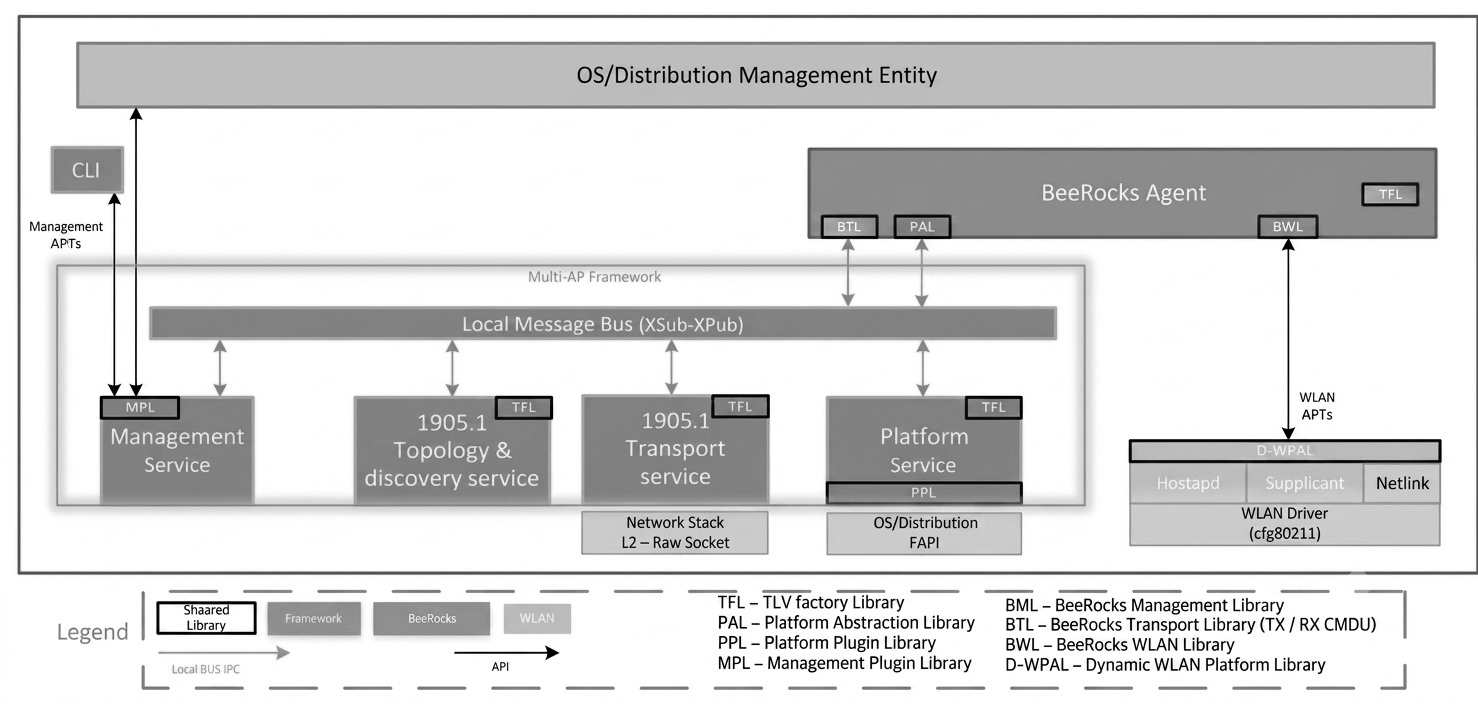 OS/Distribution Management Entity
CLI
Management
APTs
BeeRocks Agent
TFL
BTL
PAL
BWL
Multi-AP Framework
Local Message Bus (XSub-XPub)
MPL
Management
Service
TFL
1905.1
Topology &
discovery service
TFL
1905.1
Transport
service
TFL
Platform
Service
PPL
WLAN
APTs
D-WPAL
Hostapd
Supplicant
Netlink
WLAN Driver
(cfg80211)
Network Stack
L2 – Raw Socket
OS/Distribution
FAPI
Legend
Shaared
Library
Framework
BeeRocks
WLAN
Local BUS IPC
API
TFL – TLV factory Library
PAL – Platform Abstraction Library
PPL – Platform Plugin Library
MPL – Management Plugin Library
BML – BeeRocks Management Library
BTL – BeeRocks Transport Library (TX / RX CMDU)
BWL – BeeRocks WLAN Library
D-WPAL – Dynamic WLAN Platform Library